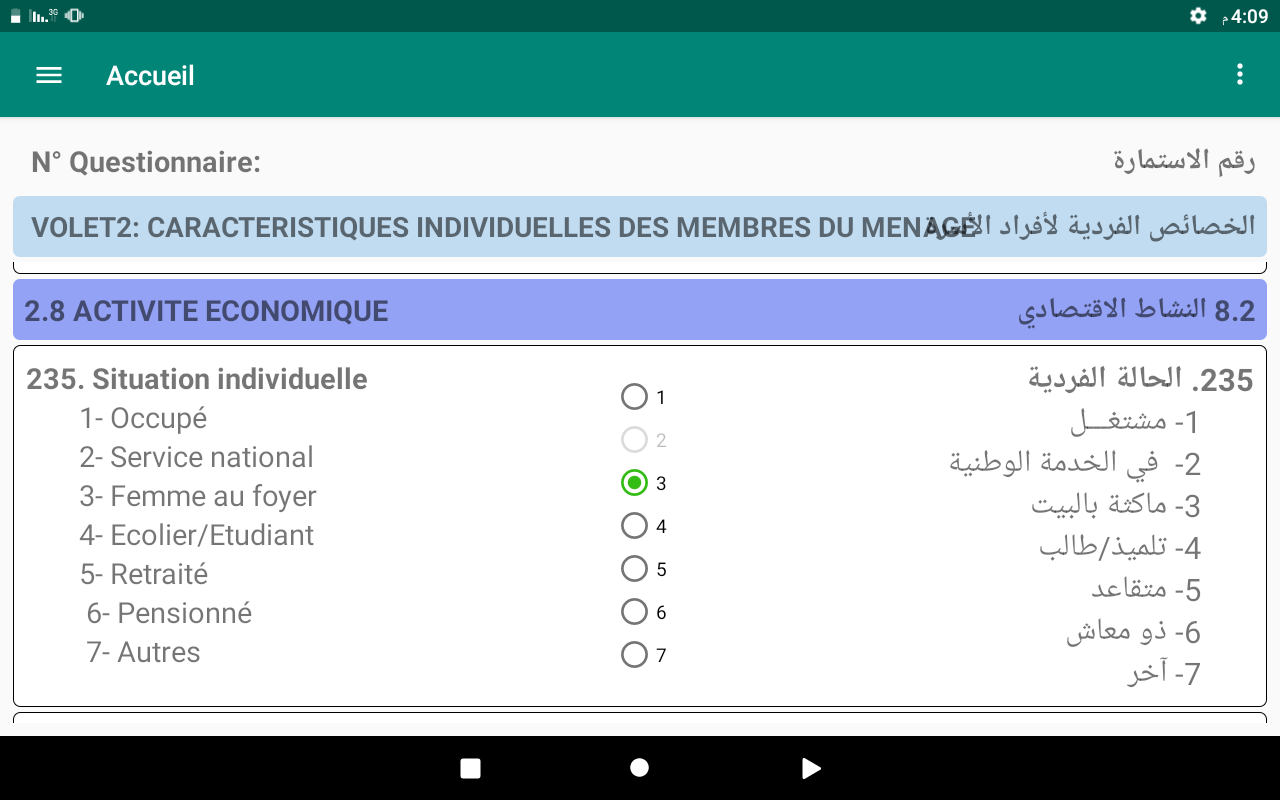 3G
4:09 م
Accueil
N° Questionnaire:
رقم الاستمارة
VOLET2: CARACTERISTIQUES INDIVIDUELLES DES MEMBRES DU MENAGE
الخصائص الفردية لأفراد الأسرة
2.8 ACTIVITE ECONOMIQUE
8.2 النشاط الاقتصادي
235. Situation individuelle
1- Occupé
2- Service national
3- Femme au foyer
4- Ecolier/Etudiant
5- Retraité
6- Pensionné
7- Autres
1
2
3
4
5
6
7
235. الحالة الفردية
1- مشتغـــل
2- في الخدمة الوطنية
3- ماكثة بالبيت
4- تلميذ/طالب
5- متقاعد
6- ذو معاش
7- آخر